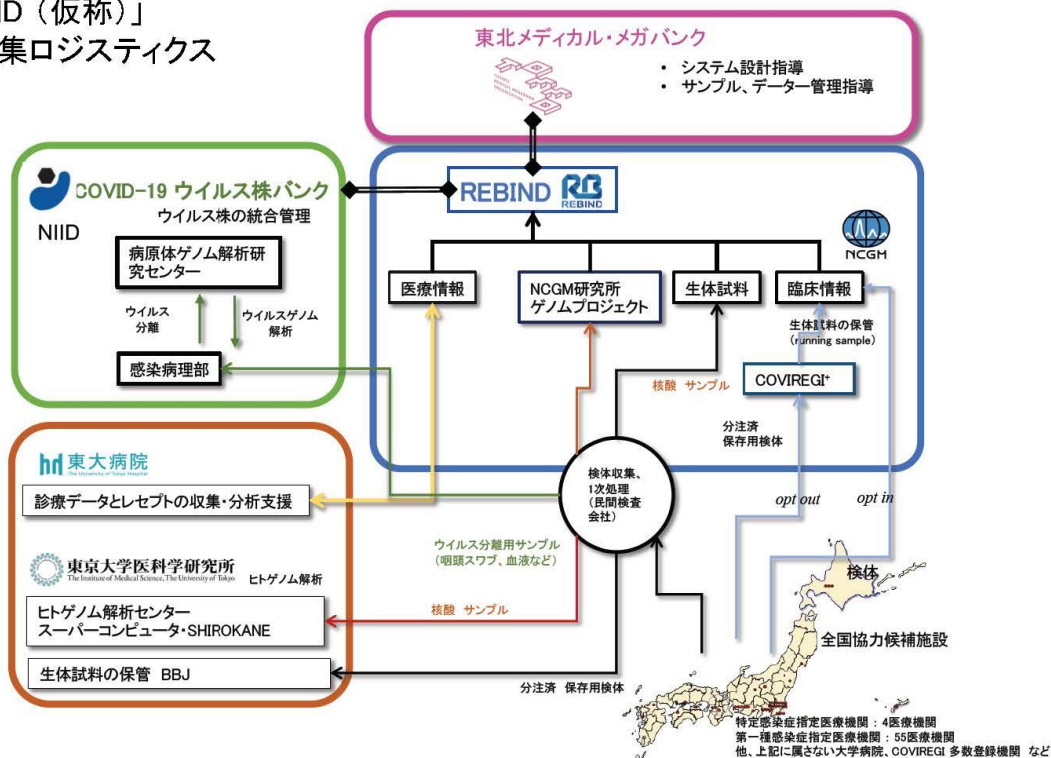 ND（仮称）」
集ロジスティクス
東北メディカル・メガバンク
• システム設計指導
• サンプル、データー管理指導
COVID-19 ウイルス株バンク
ウイルス株の統合管理
NIID
病原体ゲノム解析研
究センター
ウイルス
分離
ウイルスゲノム
解析
感染病理部
REBIND
REBIND
NCGM
医療情報
NCGM研究所
ゲノムプロジェクト
生体試料
臨床情報
生体試料の保管
(running sample)
核酸 サンプル
COVIREGI⁺
分注済
保存用検体
東大病院
The University of Tokyo Hospital
診療データとレセプトの収集・分析支援
検体収集、
1次処理
（民間検査
会社）
opt out
opt in
ウイルス分離用サンプル
（咽頭スワブ、血液など）
東京大学医科学研究所
The Institute of Medical Science, The University of Tokyo
ヒトゲノム解析
核酸 サンプル
ヒトゲノム解析センター
スーパーコンピュータ・SHIROKANE
生体試料の保管 BBJ
分注済 保存用検体
検体
全国協力候補施設
特定感染症指定医療機関：4医療機関
第一種感染症指定医療機関：55医療機関
他、上記に属さない大学病院、COVIREGI 多数登録機関 など